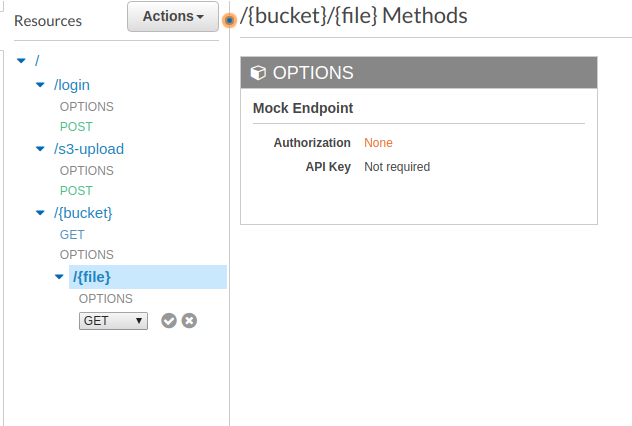 Resources
Actions
/
/login
OPTIONS
POST
/s3-upload
OPTIONS
POST
/{bucket}
GET
OPTIONS
/{file}
OPTIONS
GET
/{bucket}/{file} Methods
OPTIONS
Mock Endpoint
Authorization None
API Key Not required